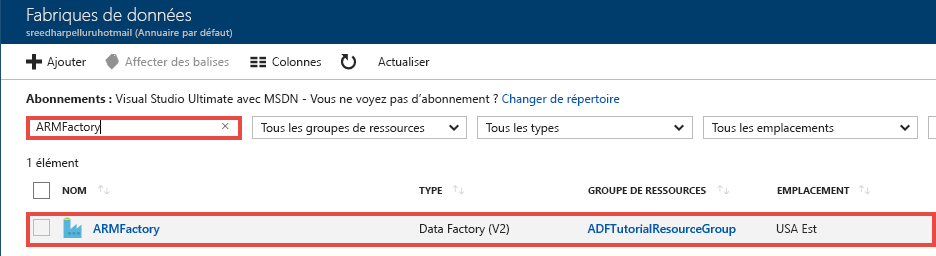 Fabriques de données
sreedharpelluruhotmail (Annuaire par défaut)
Ajouter Affecter des balises Colonnes Actualiser
Abonnements : Visual Studio Ultimate avec MSDN - Vous ne voyez pas d’abonnement ? Changer de répertoire
ARMFactory × Tous les groupes de ressources Tous les types Tous les emplacements
1 élément
NOM TYPE GROUPE DE RESSOURCES EMPLACEMENT
ARMFactory Data Factory (V2) ADFTutorialResourceGroup USA Est